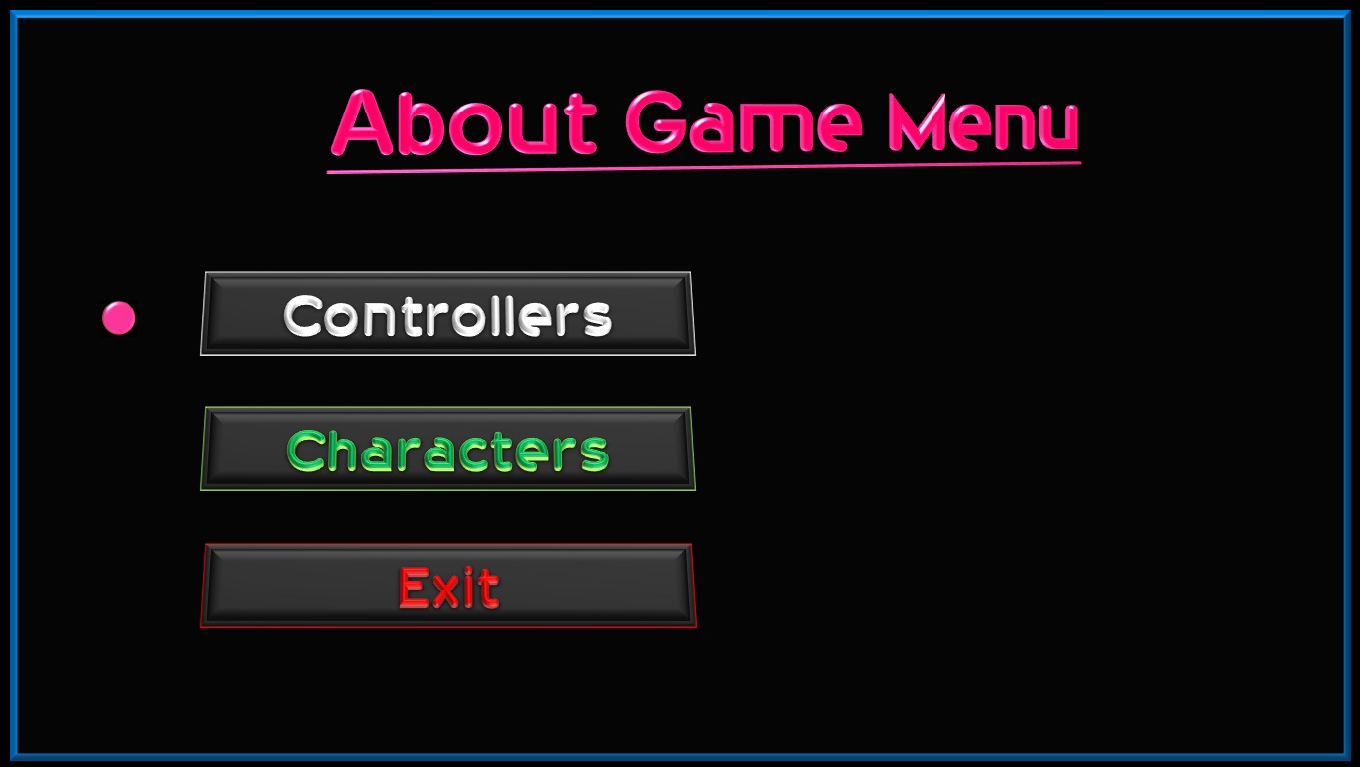 About Game Menu
Controllers
Characters
Exit